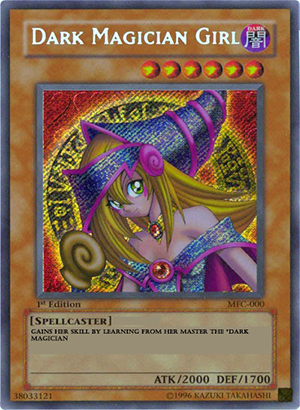 DARK MAGICIAN GIRL
DARK
闇
1st Edition
MFC-000
[SPELLCASTER]
GAINS HER SKILL BY LEARNING FROM HER MASTER THE "DARK
MAGICIAN
ATK/2000 DEF/1700
38033121
©1996 KAZUKI TAKAHASHI